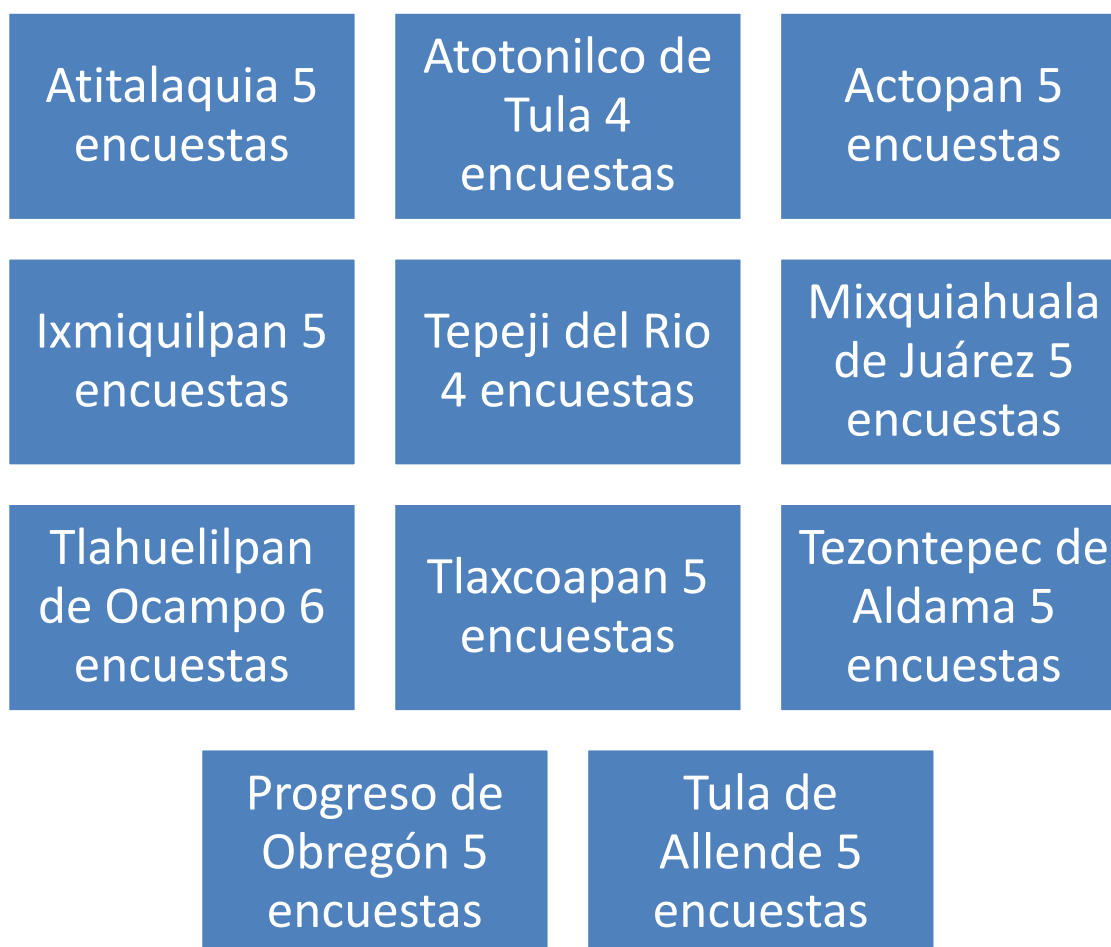 Atitalaquia 5
encuestas
Atotonilco de
Tula 4
encuestas
Actopan 5
encuestas
Ixmiquilpan 5
encuestas
Tepeji del Rio
4 encuestas
Mixquiahuala
de Juárez 5
encuestas
Tlahuelilpan
de Ocampo 6
encuestas
Tlaxcoapan 5
encuestas
Tezontepec de
Aldama 5
encuestas
Progreso de
Obregón 5
encuestas
Tula de
Allende 5
encuestas